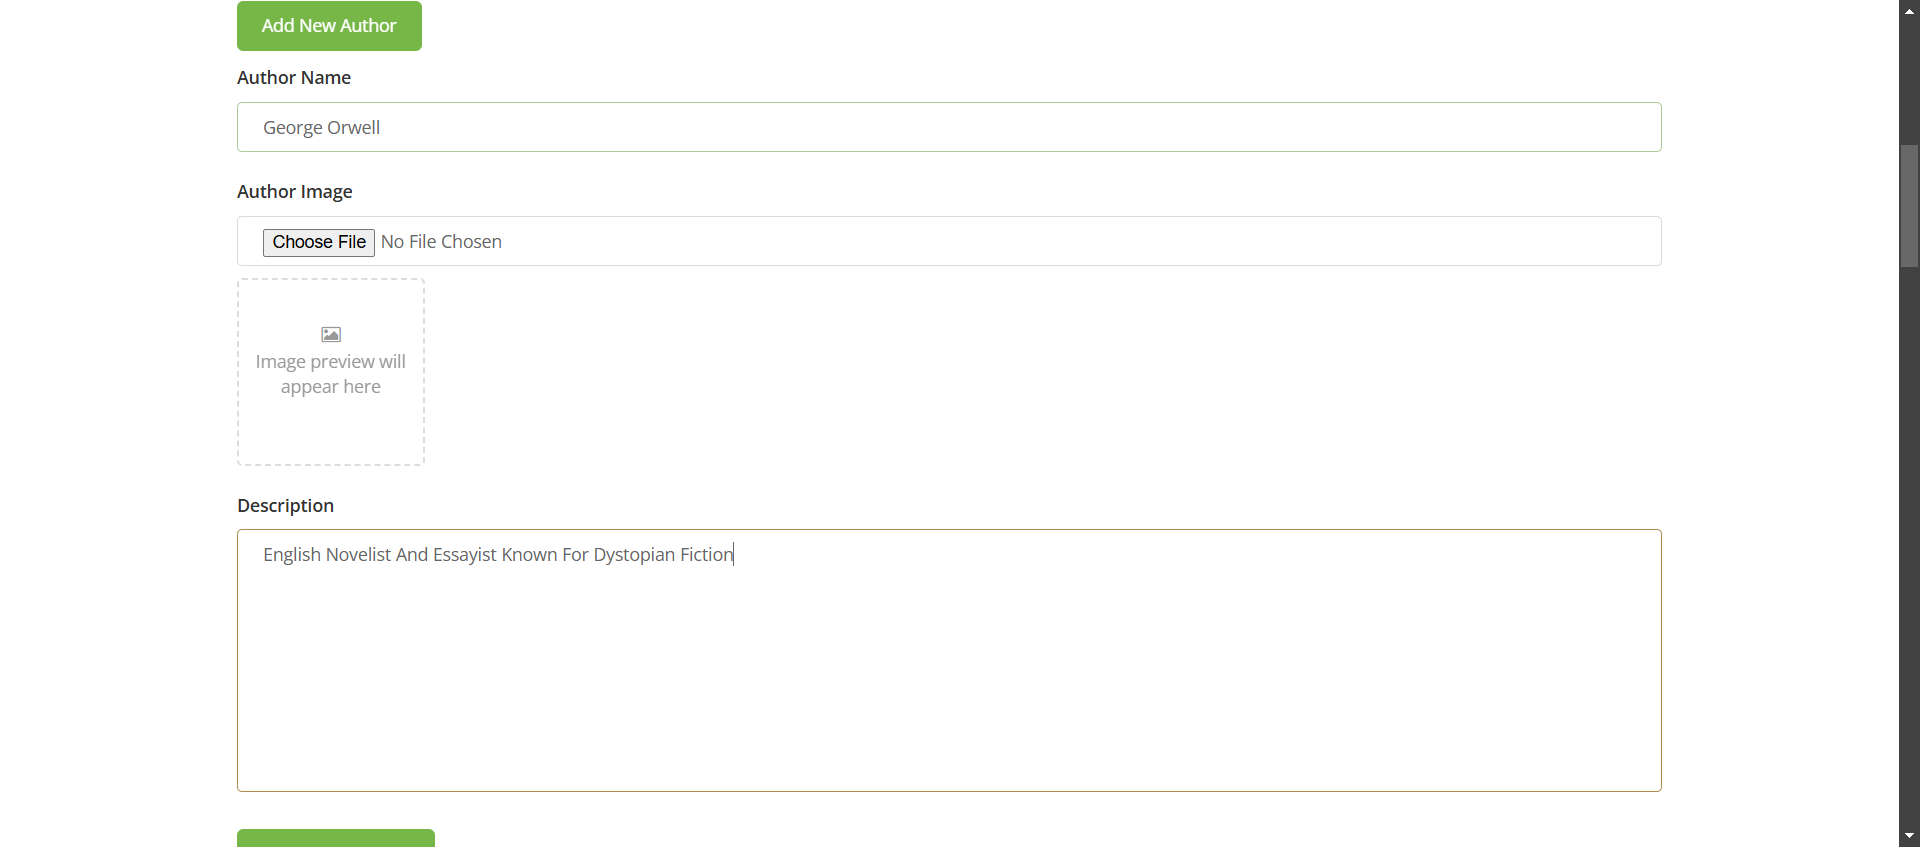 Add New Author
Author Name
George Orwell
Author Image
Choose File No File Chosen
Image preview will
appear here
Description
English Novelist And Essayist Known For Dystopian Fiction